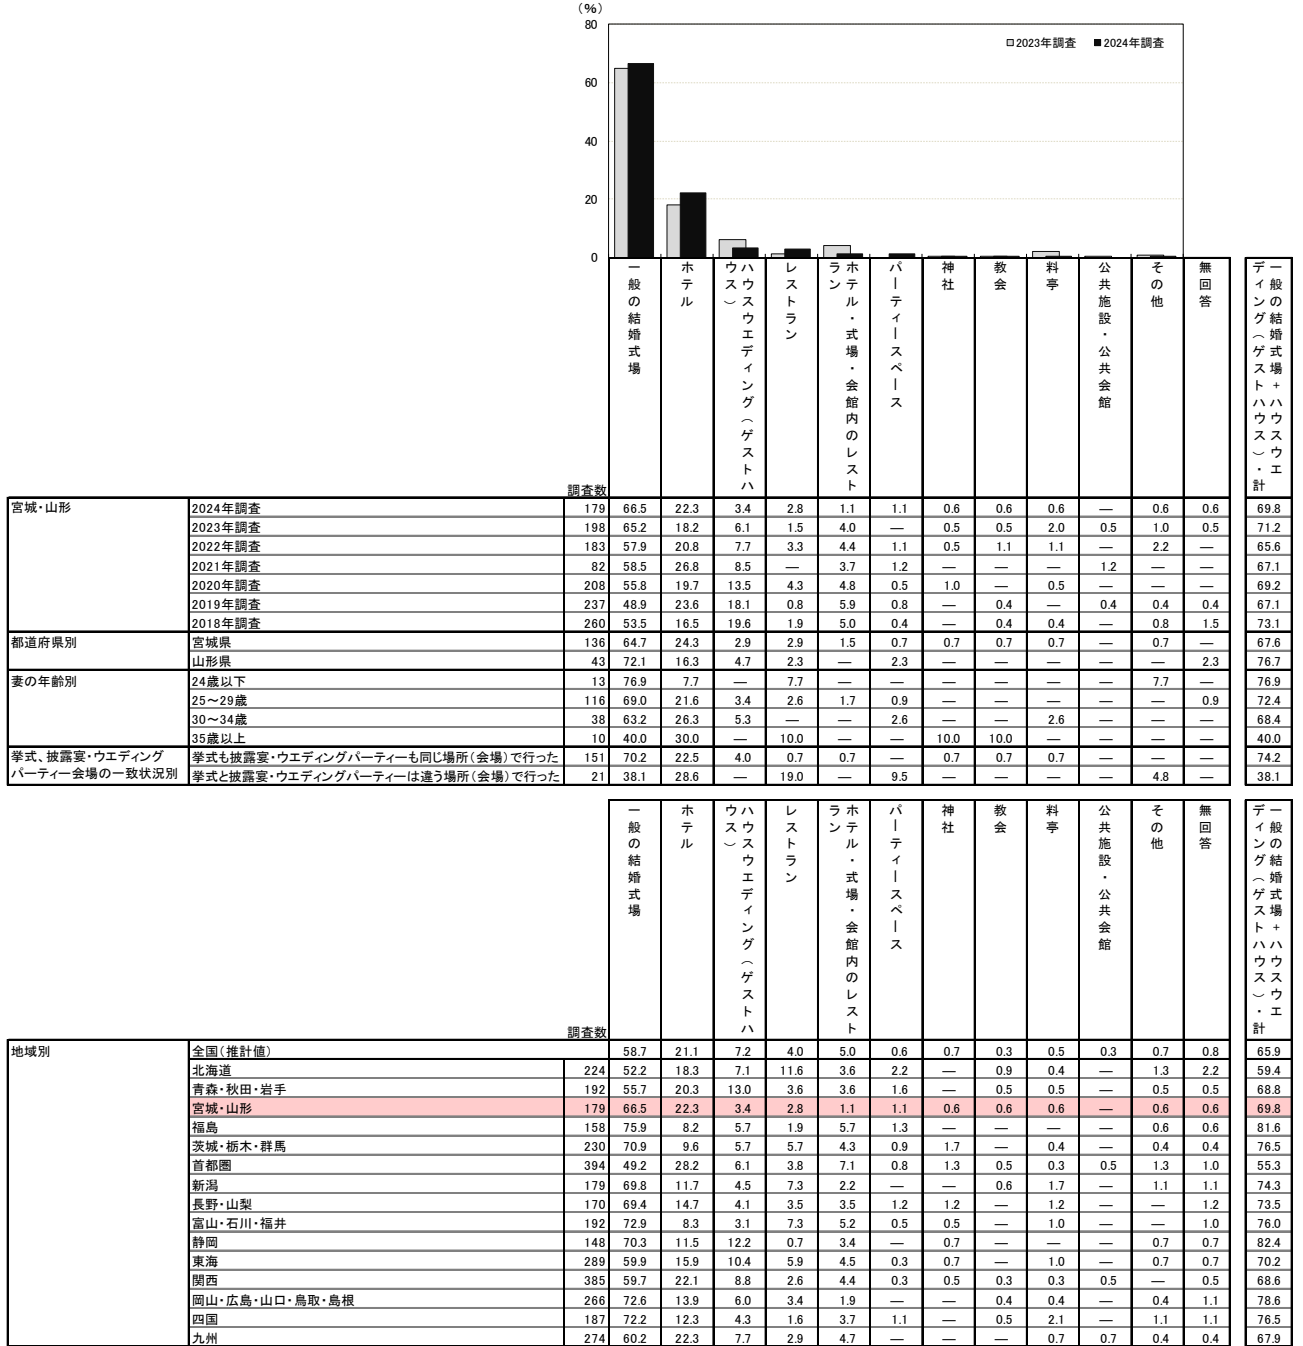 (%)
80
□2023年調査 ■2024年調査
60
40
20
0
一般の結婚式場
ホテル
ハウスウエディング(ゲストハウス)
レストラン
ホテル・式場・会館内のレストラン
パーティースペース
神社
教会
料亭
公共施設・公共会館
その他
無回答
一般の結婚式場+ハウスウエディング(ゲストハウス)・計
調査数
宮城・山形 2024年調査 179 66.5 22.3 3.4 2.8 1.1 1.1 0.6 0.6 0.6 — 0.6 0.6 69.8
2023年調査 198 65.2 18.2 6.1 1.5 4.0 — 0.5 0.5 2.0 0.5 1.0 0.5 71.2
2022年調査 183 57.9 20.8 7.7 3.3 4.4 1.1 0.5 1.1 1.1 — 2.2 — 65.6
2021年調査 82 58.5 26.8 8.5 — 3.7 1.2 — — — 1.2 — — 67.1
2020年調査 208 55.8 19.7 13.5 4.3 4.8 0.5 1.0 — 0.5 — — — 69.2
2019年調査 237 48.9 23.6 18.1 0.8 5.9 0.8 — 0.4 — 0.4 0.4 0.4 67.1
2018年調査 260 53.5 16.5 19.6 1.9 5.0 0.4 — 0.4 0.4 — 0.8 1.5 73.1
都道府県別 宮城県 136 64.7 24.3 2.9 2.9 1.5 0.7 0.7 0.7 0.7 — 0.7 — 67.6
山形県 43 72.1 16.3 4.7 2.3 — 2.3 — — — — — 2.3 76.7
妻の年齢別 24歳以下 13 76.9 7.7 — 7.7 — — — — — — 7.7 — 76.9
25~29歳 116 69.0 21.6 3.4 2.6 1.7 0.9 — — — — — 0.9 72.4
30~34歳 38 63.2 26.3 5.3 — — 2.6 — — 2.6 — — — 68.4
35歳以上 10 40.0 30.0 — 10.0 — — 10.0 10.0 — — — — 40.0
挙式、披露宴・ウエディング 挙式も披露宴・ウエディングパーティーも同じ場所(会場)で行った 151 70.2 22.5 4.0 0.7 0.7 — 0.7 0.7 0.7 — — — 74.2
パーティー会場の一致状況別 挙式と披露宴・ウエディングパーティーは違う場所(会場)で行った 21 38.1 28.6 — 19.0 — 9.5 — — — — 4.8 — 38.1
一般の結婚式場
ホテル
ハウスウエディング(ゲストハウス)
レストラン
ホテル・式場・会館内のレストラン
パーティースペース
神社
教会
料亭
公共施設・公共会館
その他
無回答
一般の結婚式場+ハウスウエディング(ゲストハウス)・計
調査数
地域別 全国(推計値) 58.7 21.1 7.2 4.0 5.0 0.6 0.7 0.3 0.5 0.3 0.7 0.8 65.9
北海道 224 52.2 18.3 7.1 11.6 3.6 2.2 — 0.9 0.4 — 1.3 2.2 59.4
青森・秋田・岩手 192 55.7 20.3 13.0 3.6 3.6 1.6 — 0.5 0.5 — 0.5 0.5 68.8
宮城・山形 179 66.5 22.3 3.4 2.8 1.1 1.1 0.6 0.6 0.6 — 0.6 0.6 69.8
福島 158 75.9 8.2 5.7 1.9 5.7 1.3 — — — — 0.6 0.6 81.6
茨城・栃木・群馬 230 70.9 9.6 5.7 5.7 4.3 0.9 1.7 — 0.4 — 0.4 0.4 76.5
首都圏 394 49.2 28.2 6.1 3.8 7.1 0.8 1.3 0.5 0.3 0.5 1.3 1.0 55.3
新潟 179 69.8 11.7 4.5 7.3 2.2 — — 0.6 1.7 — 1.1 1.1 74.3
長野・山梨 170 69.4 14.7 4.1 3.5 3.5 1.2 1.2 — 1.2 — — 1.2 73.5
富山・石川・福井 192 72.9 8.3 3.1 7.3 5.2 0.5 0.5 — 1.0 — — 1.0 76.0
静岡 148 70.3 11.5 12.2 0.7 3.4 — 0.7 — — — 0.7 0.7 82.4
東海 289 59.9 15.9 10.4 5.9 4.5 0.3 0.7 — 1.0 — 0.7 0.7 70.2
関西 385 59.7 22.1 8.8 2.6 4.4 0.3 0.5 0.3 0.3 0.5 — 0.5 68.6
岡山・広島・山口・鳥取・島根 266 72.6 13.9 6.0 3.4 1.9 — — 0.4 0.4 — 0.4 1.1 78.6
四国 187 72.2 12.3 4.3 1.6 3.7 1.1 — 0.5 2.1 — 1.1 1.1 76.5
九州 274 60.2 22.3 7.7 2.9 4.7 — — — 0.7 0.7 0.4 0.4 67.9